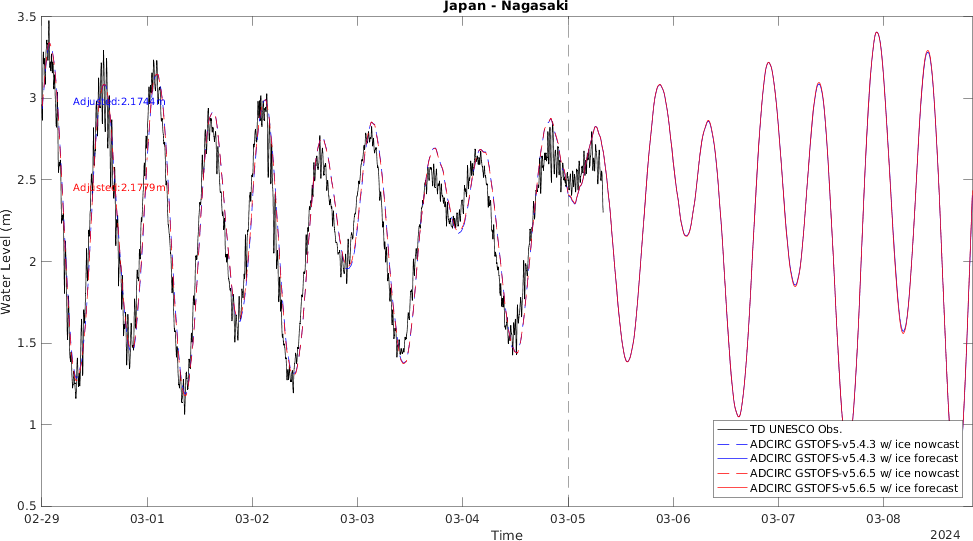 Japan - Nagasaki
3.5
3
2.5
2
1.5
1
0.5
Water Level (m)
Adjusted:2.1744m
Adjusted:2.1779m
TD UNESCO Obs.
ADCIRC GSTOFS-v5.4.3 w/ ice nowcast
ADCIRC GSTOFS-v5.4.3 w/ ice forecast
ADCIRC GSTOFS-v5.6.5 w/ ice nowcast
ADCIRC GSTOFS-v5.6.5 w/ ice forecast
02-29 03-01 03-02 03-03 03-04 03-05 03-06 03-07 03-08
Time
2024